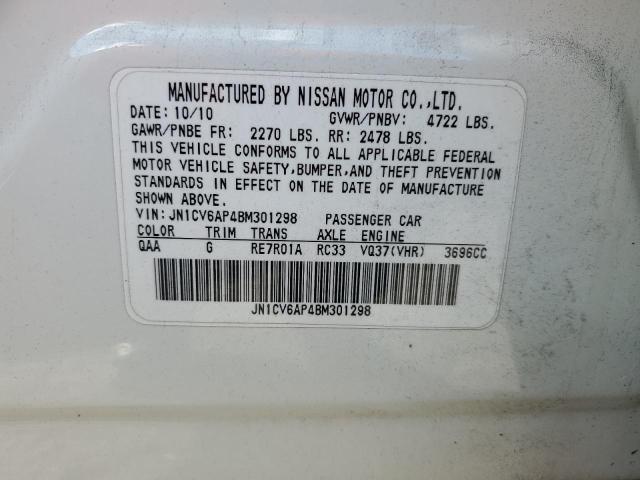 MANUFACTURED BY NISSAN MOTOR CO.,LTD.
DATE: 10/10 GVWR/PNBV: 4722 LBS.
GAWR/PNBE FR: 2270 LBS. RR: 2478 LBS.
THIS VEHICLE CONFORMS TO ALL APPLICABLE FEDERAL
MOTOR VEHICLE SAFETY,BUMPER,AND THEFT PREVENTION
STANDARDS IN EFFECT ON THE DATE OF MANUFACTURE
SHOWN ABOVE.
VIN: JN1CV6AP4BM301298 PASSENGER CAR
COLOR TRIM TRANS AXLE ENGINE
QAA G RE7R01A RC33 VQ37(VHR) 3696CC
JN1CV6AP4BM301298